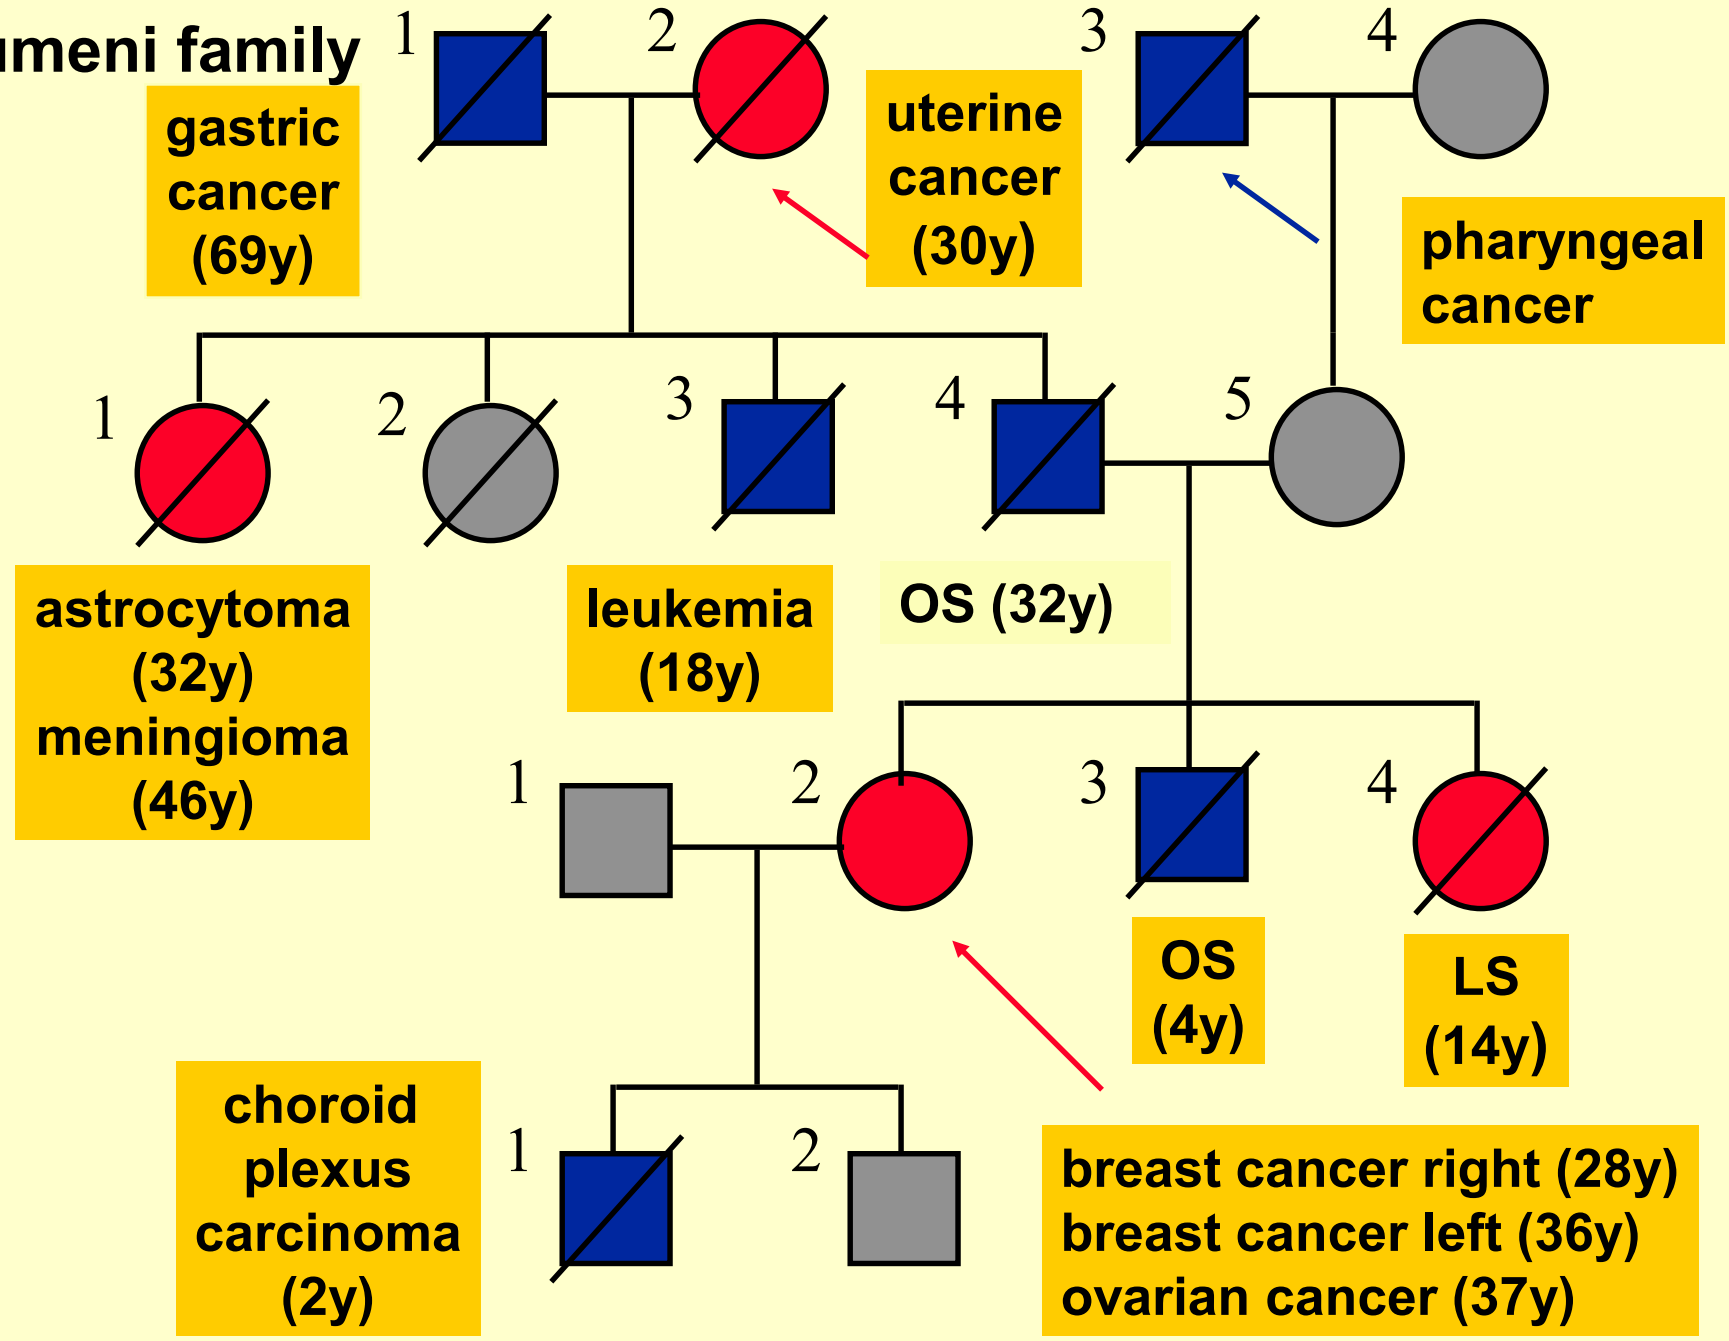 umeni family
1
2
3
4
gastric
cancer
(69y)
uterine
cancer
(30y)
pharyngeal
cancer
1
2
3
4
5
astrocytoma
(32y)
meningioma
(46y)
leukemia
(18y)
OS (32y)
1
2
3
4
OS
(4y)
LS
(14y)
choroid
plexus
carcinoma
(2y)
1
2
breast cancer right (28y)
breast cancer left (36y)
ovarian cancer (37y)